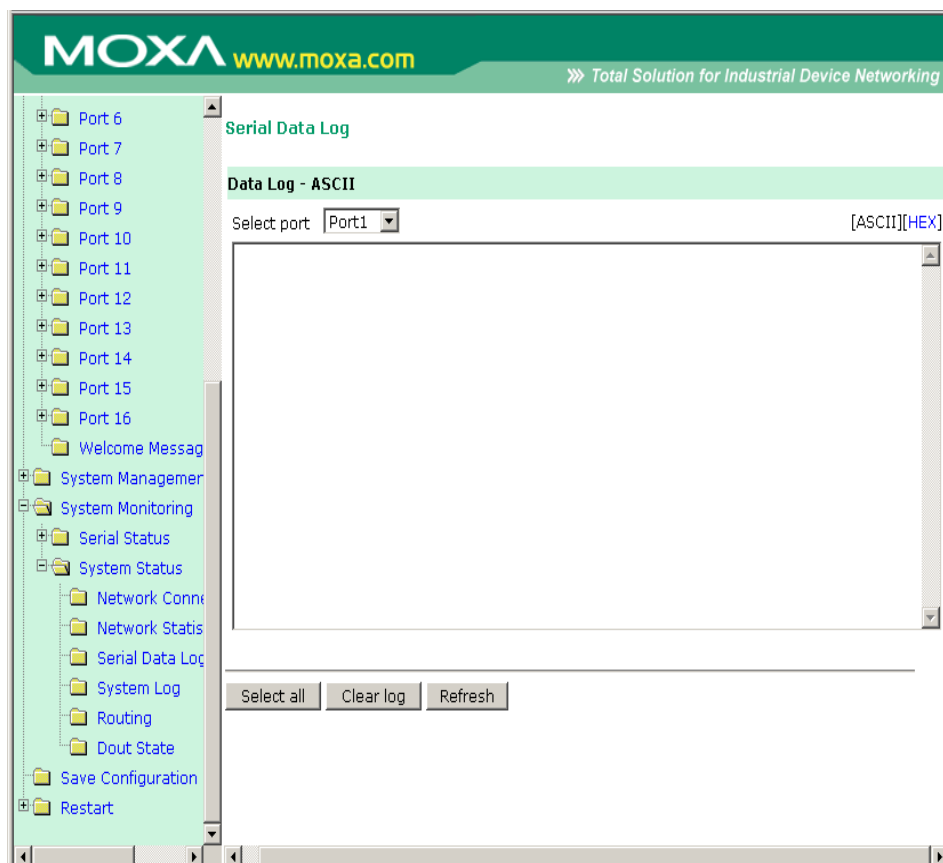 MOXA www.moxa.com
Total Solution for Industrial Device Networking
Port 6
Port 7
Port 8
Port 9
Port 10
Port 11
Port 12
Port 13
Port 14
Port 15
Port 16
Welcome Messag
System Managemer
System Monitoring
Serial Status
System Status
Network Conne
Network Statis
Serial Data Log
System Log
Routing
Dout State
Save Configuration
Restart
Serial Data Log
Data Log - ASCII
Select port Port1 [ASCII][HEX]
Select all Clear log Refresh